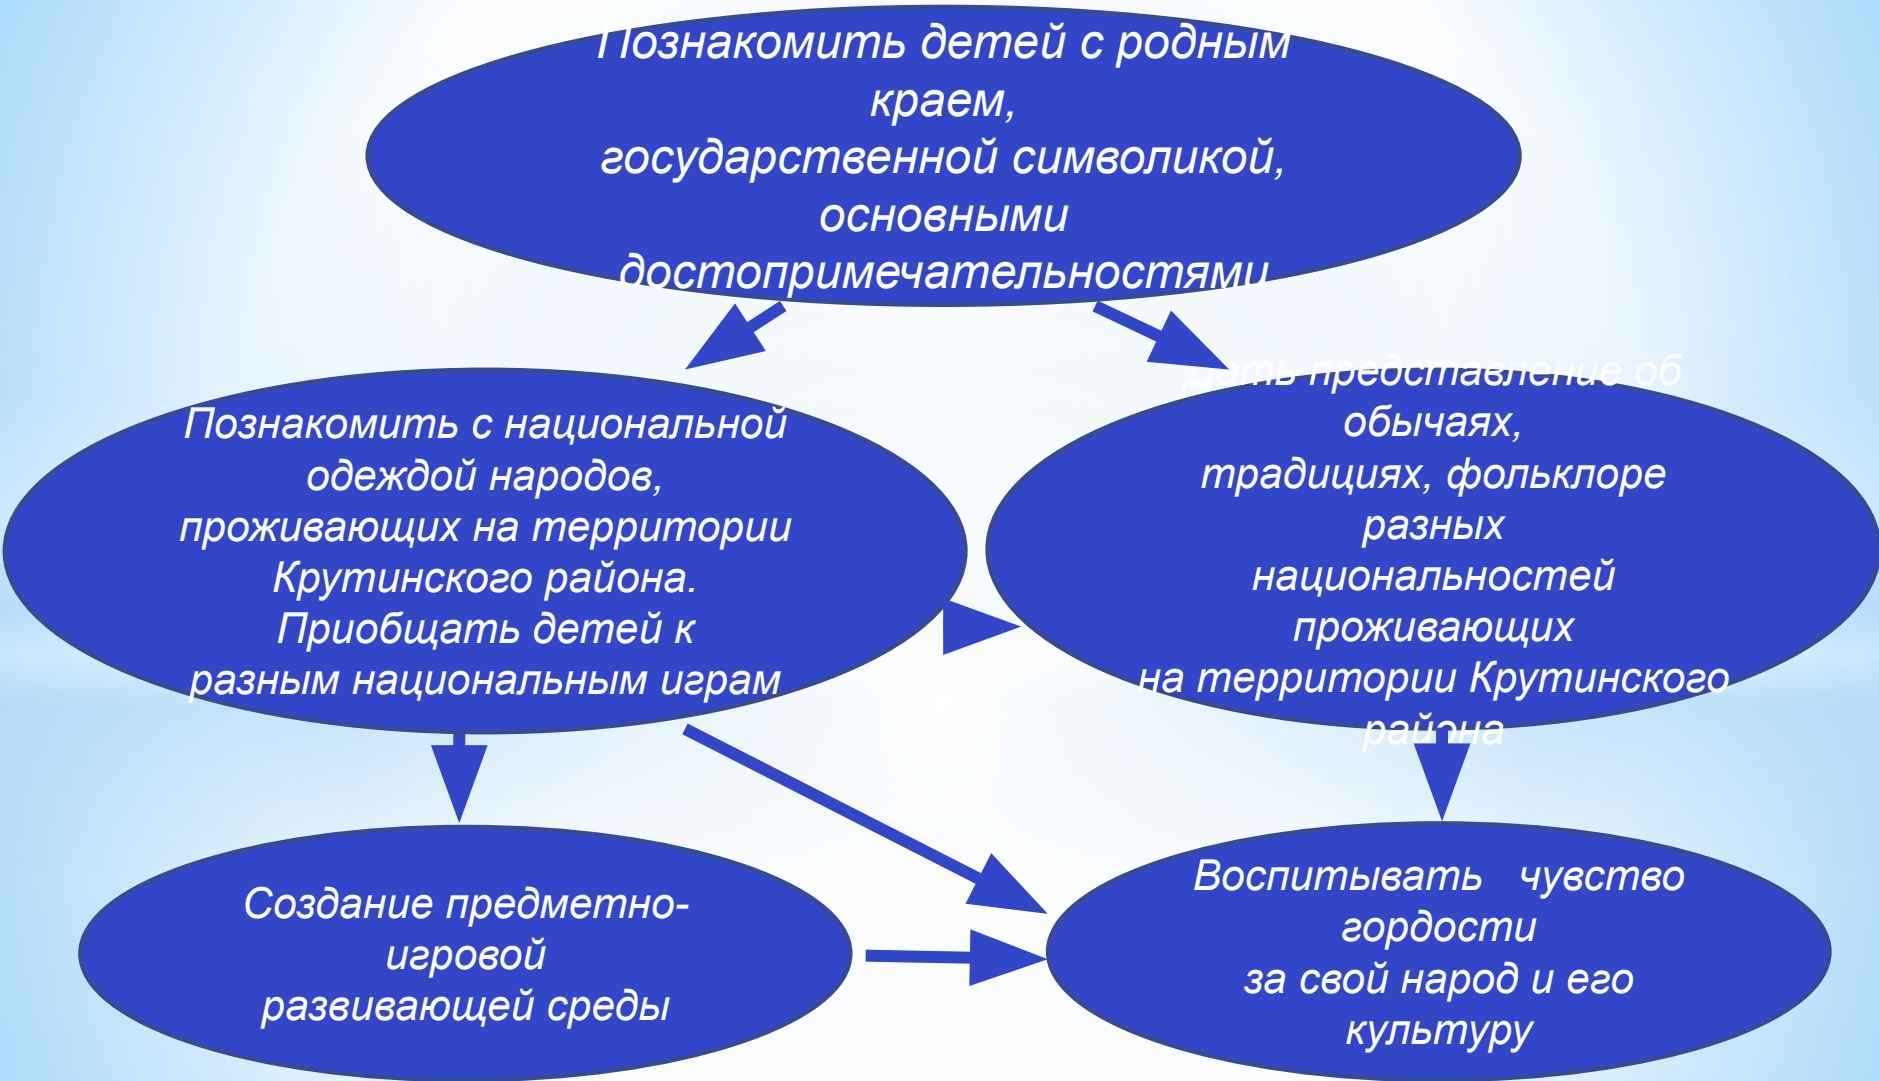 Познакомить детей с родным
краем,
государственной символикой,
основными
достопримечательностями
Познакомить с национальной
одеждой народов,
проживающих на территории
Крутинского района.
Приобщать детей к
разным национальным играм
Дать представление об
обычаях,
традициях, фольклоре
разных
национальностей
проживающих
на территории Крутинского
района
Создание предметно-
игровой
развивающей среды
Воспитывать чувство
гордости
за свой народ и его
культуру